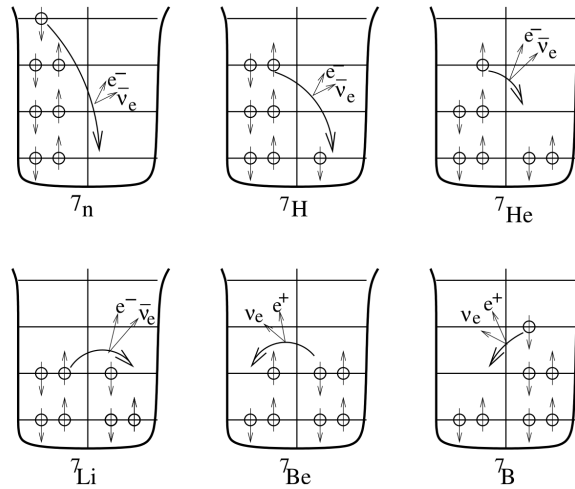 e⁻ ν̄ₑ
e⁻ ν̄ₑ
e⁻ ν̄ₑ
⁷n
⁷H
⁷He
e⁻ ν̄ₑ
νₑ e⁺
νₑ e⁺
⁷Li
⁷Be
⁷B